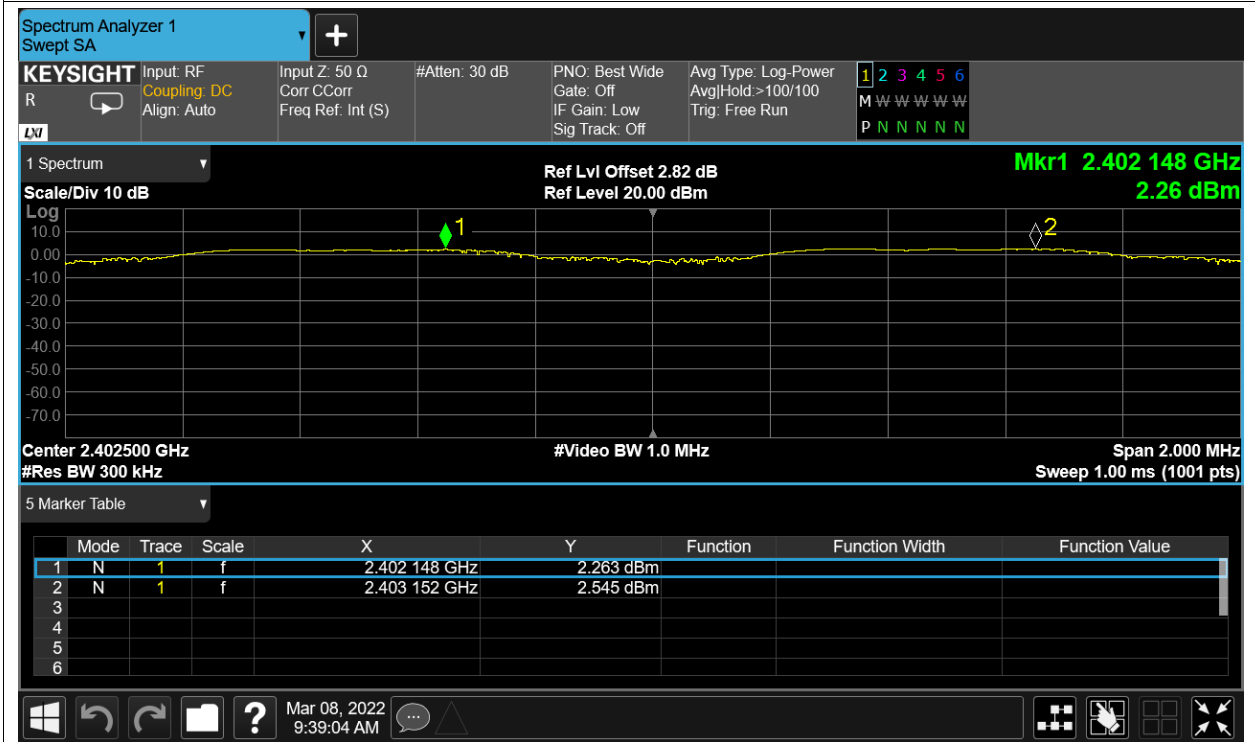 Spectrum Analyzer 1
Swept SA
+
KEYSIGHT Input: RF Input Z: 50 Ω #Atten: 30 dB PNO: Best Wide Avg Type: Log-Power 1 2 3 4 5 6
R Coupling: DC Corr CCorr Gate: Off Avg|Hold:>100/100 M W W W W W
Align: Auto Freq Ref: Int (S) IF Gain: Low Trig: Free Run
LXI Sig Track: Off P N N N N N
1 Spectrum Ref Lvl Offset 2.82 dB Mkr1 2.402 148 GHz
Scale/Div 10 dB Ref Level 20.00 dBm 2.26 dBm
Log
1 2
10.0
0.00
-10.0
-20.0
-30.0
-40.0
-50.0
-60.0
-70.0
Center 2.402500 GHz #Video BW 1.0 MHz Span 2.000 MHz
#Res BW 300 kHz Sweep 1.00 ms (1001 pts)
5 Marker Table
Mode Trace Scale X Y Function Function Width Function Value
1 N 1 f 2.402 148 GHz 2.263 dBm
2 N 1 f 2.403 152 GHz 2.545 dBm
3
4
5
6
? Mar 08, 2022
9:39:04 AM